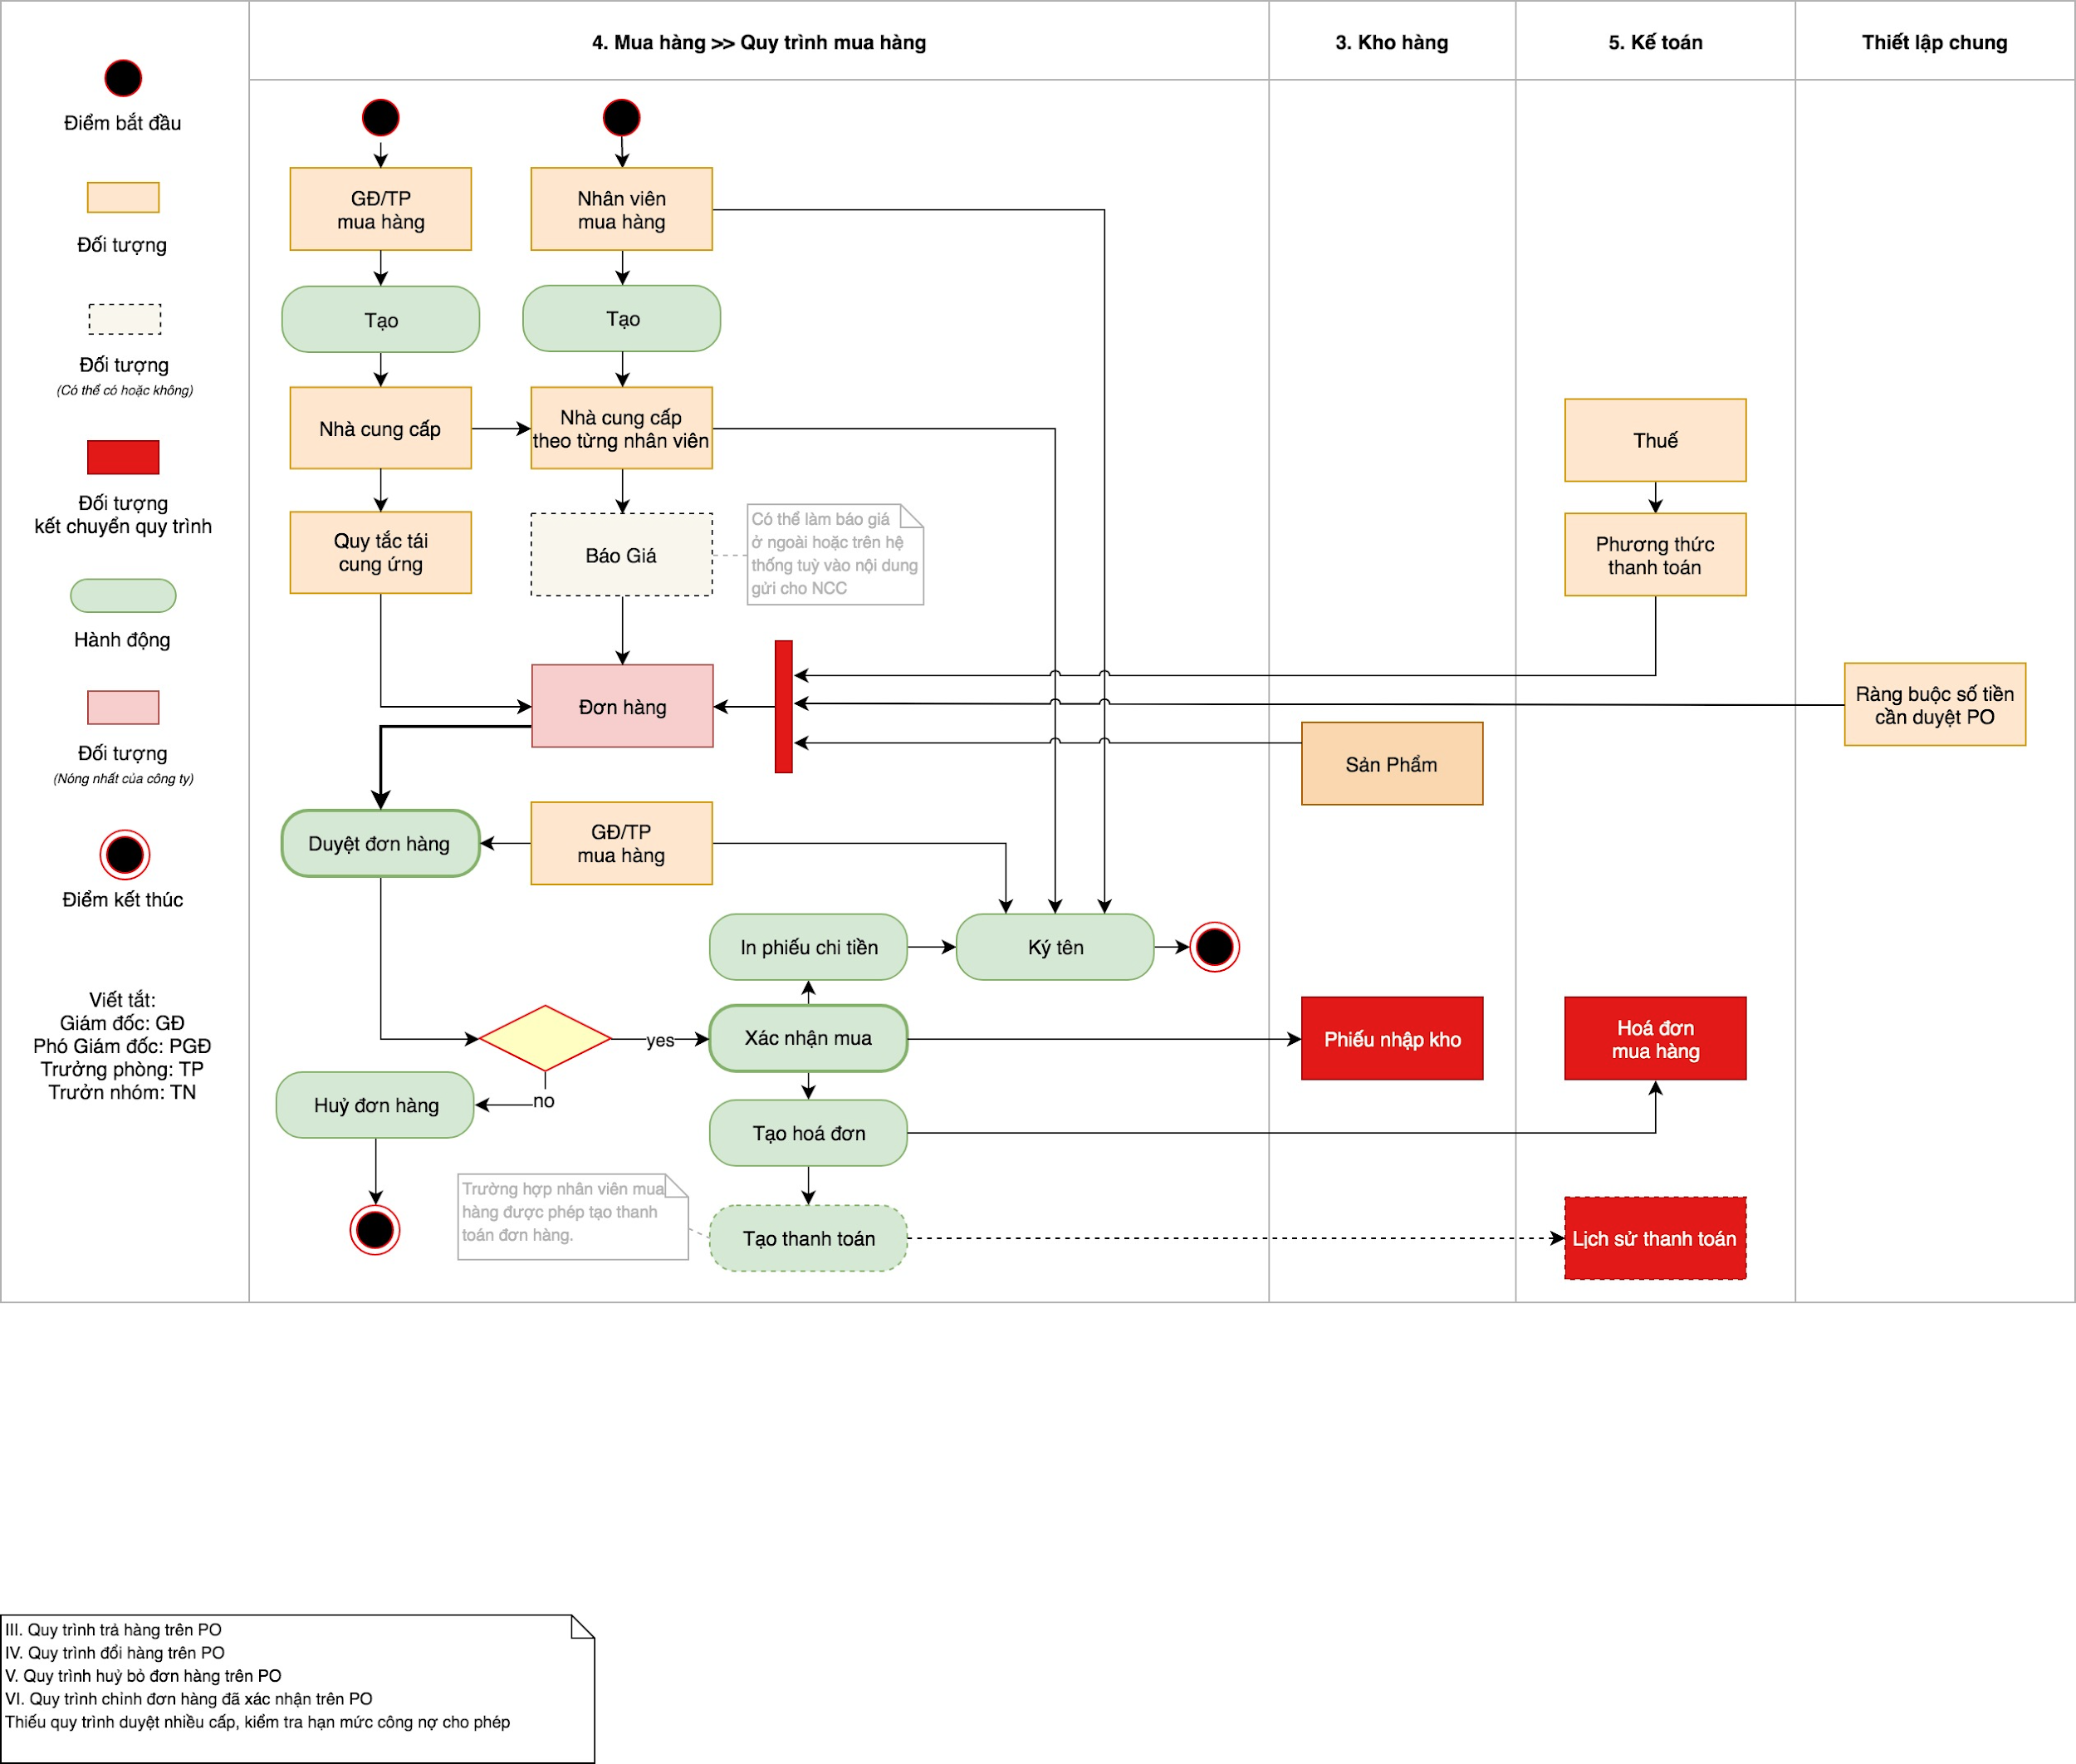 4. Mua hàng >> Quy trình mua hàng
3. Kho hàng
5. Kế toán
Thiết lập chung
Điểm bắt đầu
Đối tượng
Đối tượng
(Có thể có hoặc không)
Đối tượng
kết chuyển quy trình
Hành động
Đối tượng
(Nóng nhất của công ty)
Điểm kết thúc
Viết tắt:
Giám đốc: GĐ
Phó Giám đốc: PGĐ
Trưởng phòng: TP
Trưởn nhóm: TN
GĐ/TP
mua hàng
Nhân viên
mua hàng
Tạo
Tạo
Nhà cung cấp
Nhà cung cấp
theo từng nhân viên
Thuế
Quy tắc tái
cung ứng
Báo Giá
Có thể làm báo giá
ở ngoài hoặc trên hệ
thống tuỳ vào nội dung
gửi cho NCC
Phương thức
thanh toán
Đơn hàng
Ràng buộc số tiền
cần duyệt PO
Sản Phẩm
Duyệt đơn hàng
GĐ/TP
mua hàng
In phiếu chi tiền
Ký tên
yes
Xác nhận mua
Phiếu nhập kho
Hoá đơn
mua hàng
Huỷ đơn hàng
no
Tạo hoá đơn
Trường hợp nhân viên mua
hàng được phép tạo thanh
toán đơn hàng.
Tạo thanh toán
Lịch sử thanh toán
III. Quy trình trả hàng trên PO
IV. Quy trình đổi hàng trên PO
V. Quy trình huỷ bỏ đơn hàng trên PO
VI. Quy trình chỉnh đơn hàng đã xác nhận trên PO
Thiếu quy trình duyệt nhiều cấp, kiểm tra hạn mức công nợ cho phép